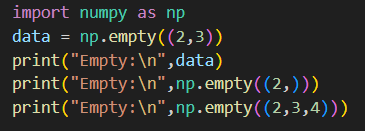 import numpy as np
data = np.empty((2,3))
print("Empty:\n",data)
print("Empty:\n",np.empty((2,)))
print("Empty:\n",np.empty((2,3,4)))